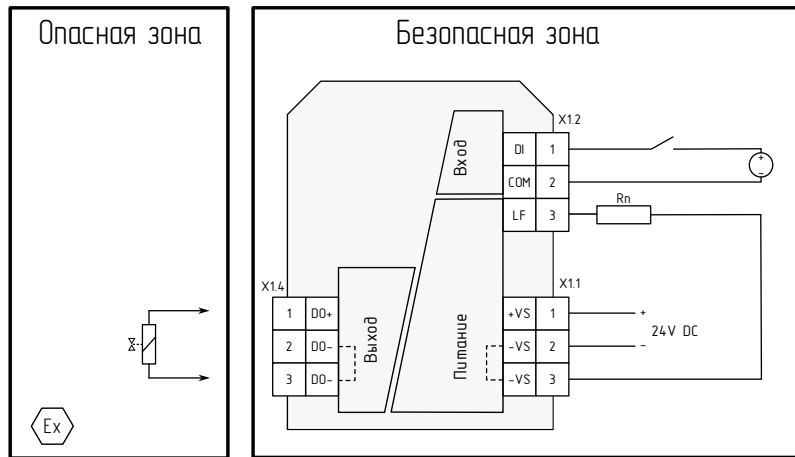 Опасная зона
Безопасная зона
X1.2
Вход
DI 1
COM 2
LF 3
Rп
+
−
X1.4
1 DO+
2 DO-
3 DO-
Выход
Питание
X1.1
+VS 1
-VS 2
-VS 3
+
24V DC
−
Ex